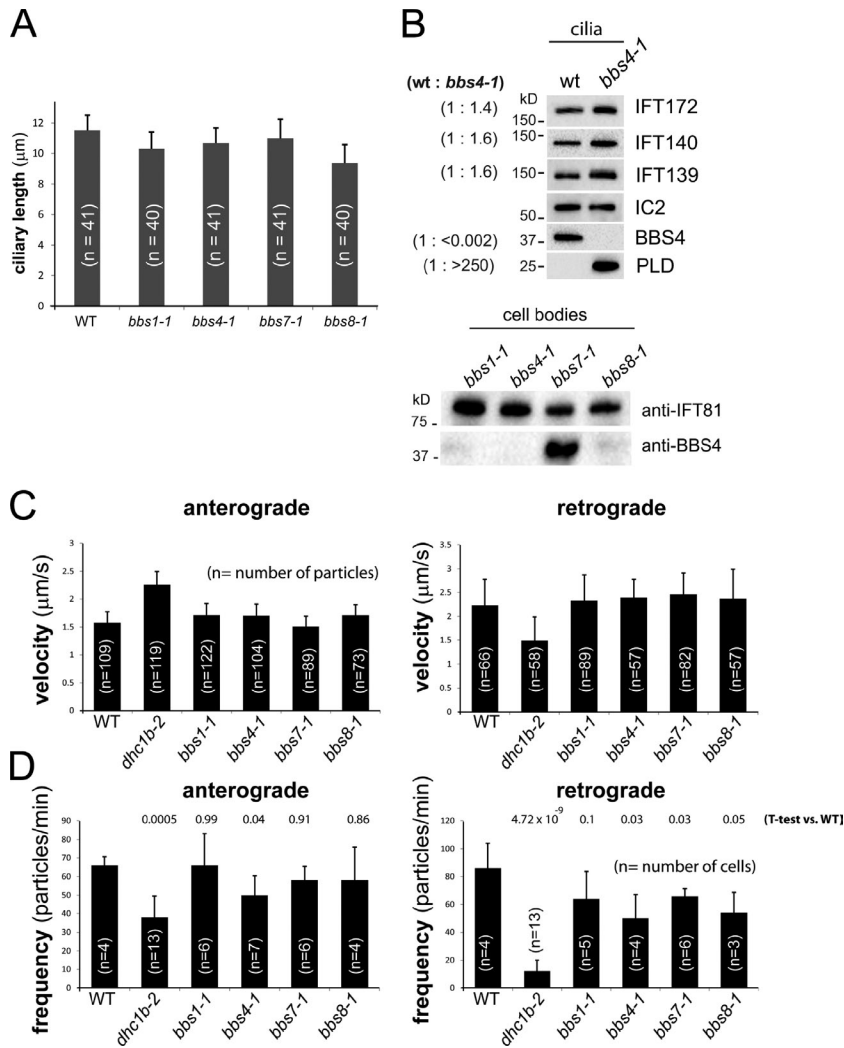 A
ciliary length (µm)
12
10
8
6
4
2
0
(n = 41)
(n = 40)
(n = 41)
(n = 41)
(n = 40)
WT
bbs1-1
bbs4-1
bbs7-1
bbs8-1
B
cilia
(wt : bbs4-1)
wt
bbs4-1
kD
(1 : 1.4)
150
IFT172
(1 : 1.6)
150
IFT140
(1 : 1.6)
150
IFT139
50
IC2
(1 : <0.002)
37
BBS4
(1 : >250)
25
PLD
cell bodies
bbs1-1
bbs4-1
bbs7-1
bbs8-1
kD
75
anti-IFT81
37
anti-BBS4
C
anterograde
velocity (µm/s)
3
2.5
2
1.5
1
0.5
0
(n= number of particles)
(n=109)
(n=119)
(n=122)
(n=104)
(n=89)
(n=73)
WT
dhc1b-2
bbs1-1
bbs4-1
bbs7-1
bbs8-1
retrograde
velocity (µm/s)
3.5
3
2.5
2
1.5
1
0.5
0
(n=66)
(n=58)
(n=89)
(n=57)
(n=82)
(n=57)
WT
dhc1b-2
bbs1-1
bbs4-1
bbs7-1
bbs8-1
D
anterograde
frequency (particles/min)
90
80
70
60
50
40
30
20
10
0
0.0005
0.99
0.04
0.91
0.86
(n=4)
(n=13)
(n=6)
(n=7)
(n=6)
(n=4)
WT
dhc1b-2
bbs1-1
bbs4-1
bbs7-1
bbs8-1
retrograde
frequency (particles/min)
120
100
80
60
40
20
0
4.72 x 10-9
0.1
0.03
0.03
0.05
(T-test vs. WT)
(n= number of cells)
(n=4)
(n=13)
(n=5)
(n=4)
(n=6)
(n=3)
WT
dhc1b-2
bbs1-1
bbs4-1
bbs7-1
bbs8-1